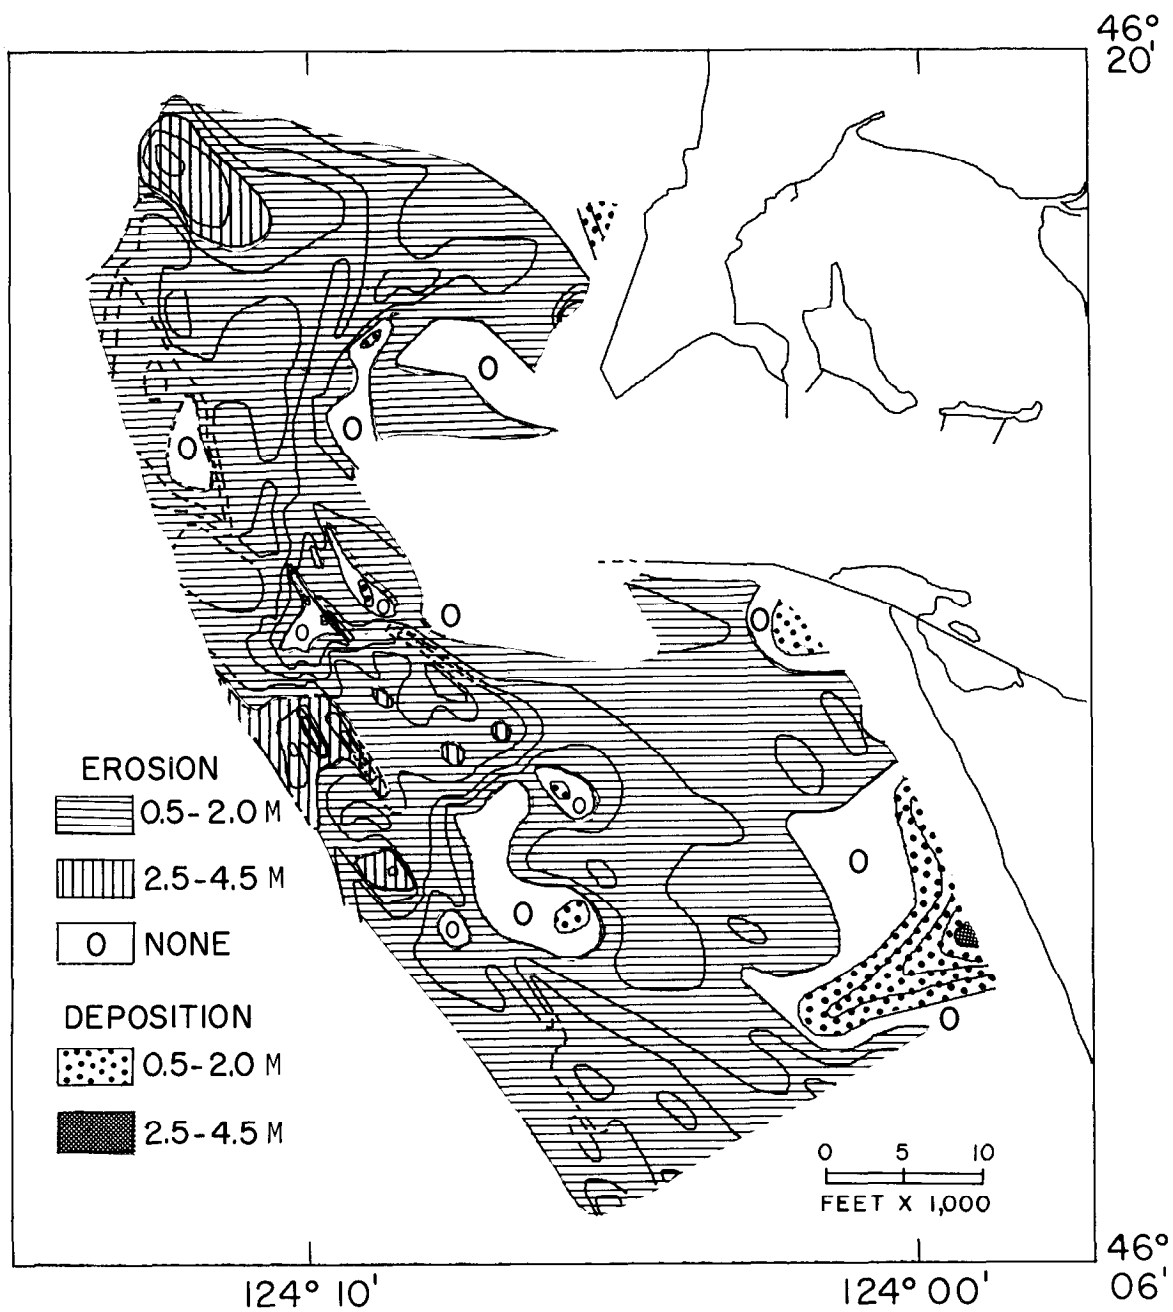 46°
20'
O
O
O
O
O
O
O
O
O
O
O
O
O
EROSION
0.5-2.0 M
2.5-4.5 M
O NONE
DEPOSITION
0.5-2.0 M
2.5-4.5 M
0 5 10
FEET X 1,000
46°
06'
124° 10'
124° 00'